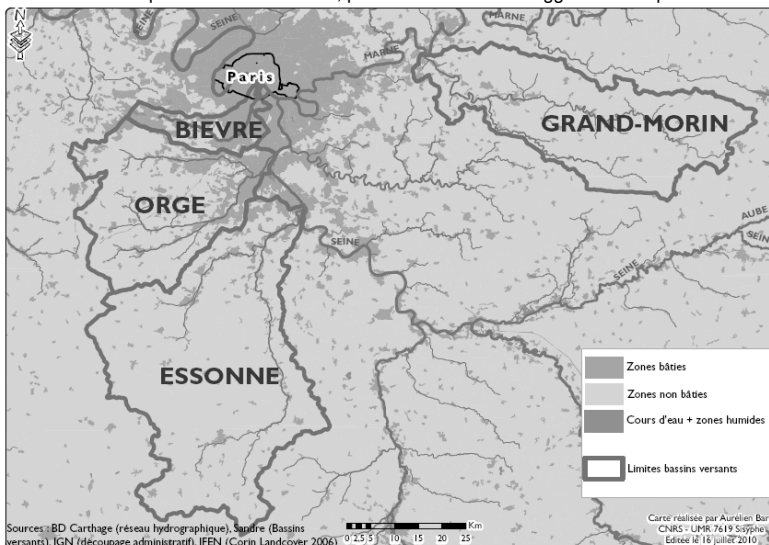 N
SEINE
SEINE
MARNE
MARNE
Paris
BIEVRE
GRAND-MORIN
ORGE
AUBE
SEINE
SEINE
SEINE
ESSONNE
Zones bâties
Zones non bâties
Cours d'eau + zones humides
Limites bassins versants
Sources : BD Carthage (réseau hydrographique), Sandre (Bassins
versants), IGN (découpage administratif), IFEN (Corin Landcover 2006)
Km
0 2,5 5 10 15 20 25
Carte réalisée par Aurélien Bar
CNRS - UMR 7619 Sisyphe
Editée le 16 juillet 2010